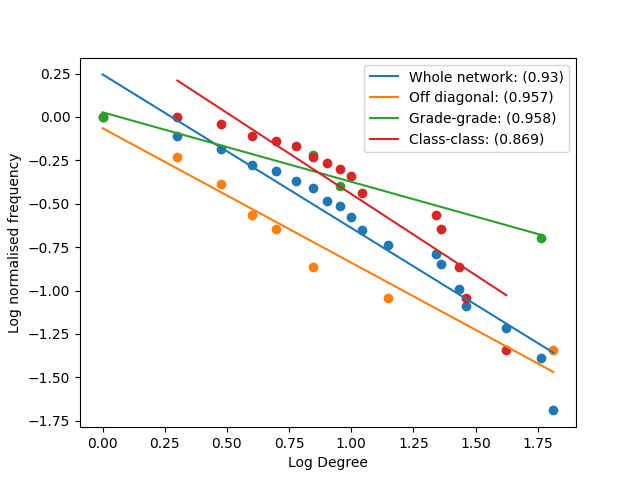 Whole network: (0.93)
Off diagonal: (0.957)
Grade-grade: (0.958)
Class-class: (0.869)
Log normalised frequency
0.25
0.00
−0.25
−0.50
−0.75
−1.00
−1.25
−1.50
−1.75
0.00 0.25 0.50 0.75 1.00 1.25 1.50 1.75
Log Degree